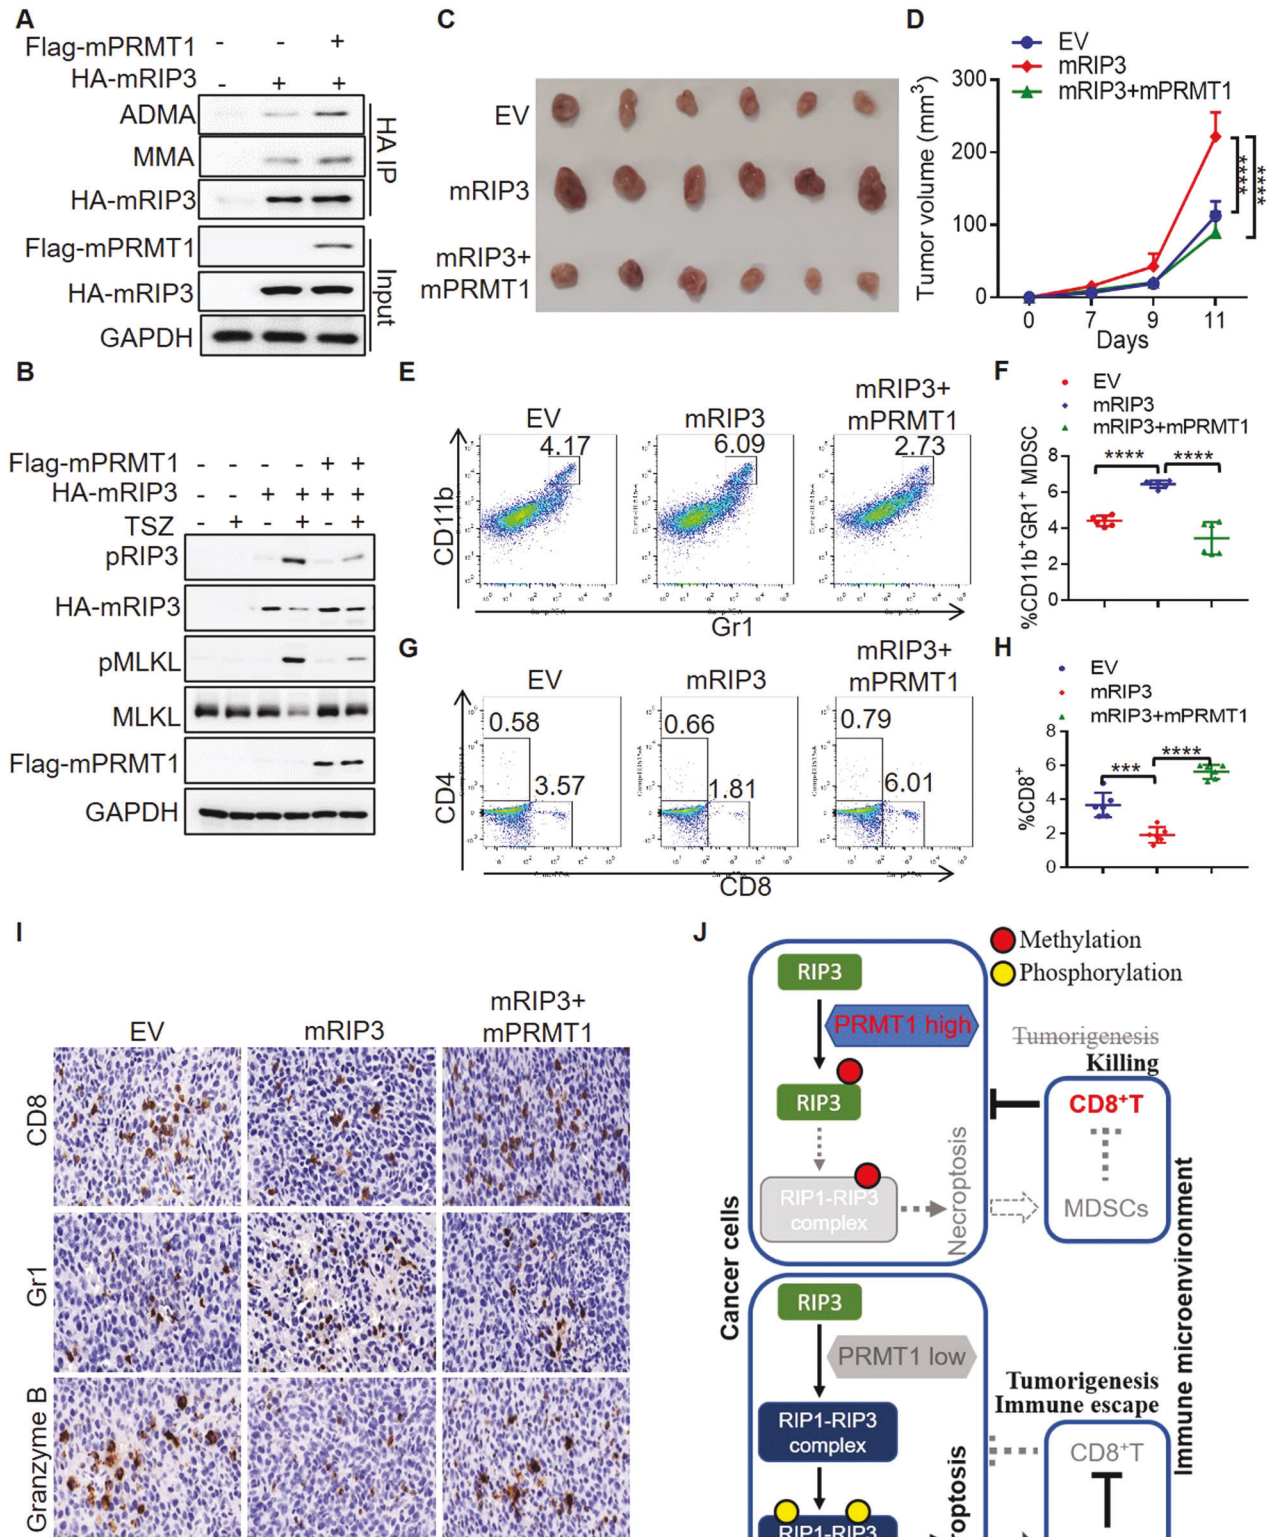 A
Flag-mPRMT1 - - +
HA-mRIP3 - + +
ADMA
MMA
HA-mRIP3
HA IP
Flag-mPRMT1
HA-mRIP3
GAPDH
Input
B
Flag-mPRMT1 - - - - + +
HA-mRIP3 - - + + + +
TSZ - + - + - +
pRIP3
HA-mRIP3
pMLKL
MLKL
Flag-mPRMT1
GAPDH
C
EV
mRIP3
mRIP3+
mPRMT1
D
EV
mRIP3
mRIP3+mPRMT1
Tumor volume (mm³)
300
200
100
0
0 7 9 11
Days
****
****
E
EV
mRIP3
mRIP3+
mPRMT1
4.17
6.09
2.73
CD11b
Gr1
F
EV
mRIP3
mRIP3+mPRMT1
%CD11b⁺GR1⁺ MDSC
8
6
4
2
0
**** ****
G
EV
mRIP3
mRIP3+
mPRMT1
0.58
3.57
0.66
1.81
0.79
6.01
CD4
CD8
H
EV
mRIP3
mRIP3+mPRMT1
%CD8⁺
8
6
4
2
0
*** ****
I
EV
mRIP3
mRIP3+
mPRMT1
CD8
Gr1
Granzyme B
J
Methylation
Phosphorylation
RIP3
PRMT1 high
RIP3
RIP1-RIP3
complex
Necroptosis
Tumorigenesis
Killing
CD8⁺T
MDSCs
Cancer cells
Immune microenvironment
RIP3
PRMT1 low
RIP1-RIP3
complex
RIP1-RIP3
Tumorigenesis
Immune escape
CD8⁺T